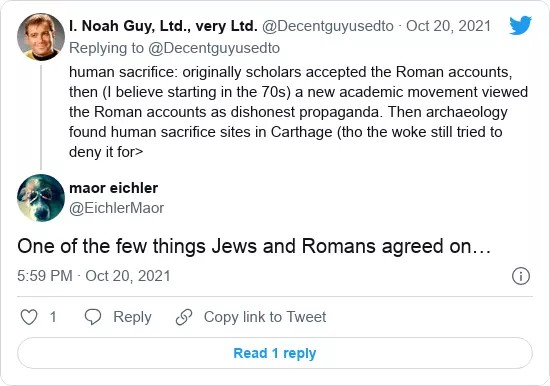 I. Noah Guy, Ltd., very Ltd. @Decentguyusedto · Oct 20, 2021
Replying to @Decentguyusedto
human sacrifice: originally scholars accepted the Roman accounts,
then (I believe starting in the 70s) a new academic movement viewed
the Roman accounts as dishonest propaganda. Then archaeology
found human sacrifice sites in Carthage (tho the woke still tried to
deny it for>
maor eichler
@EichlerMaor
One of the few things Jews and Romans agreed on…
5:59 PM · Oct 20, 2021
1 Reply Copy link to Tweet
Read 1 reply